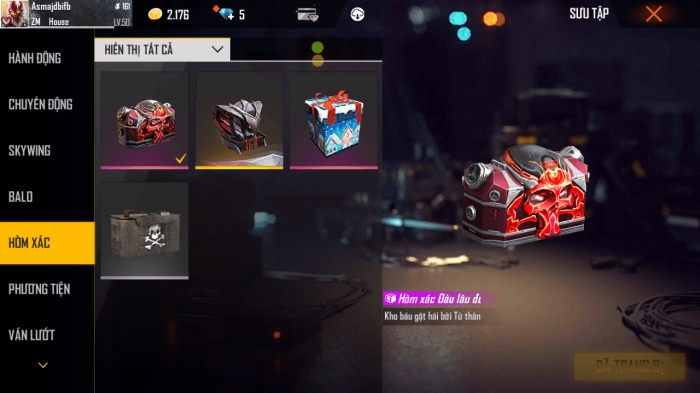 Asmajdbifb # 161
ZM House LV.50
2.176
5
SƯU TẬP
HIỂN THỊ TẤT CẢ
HÀNH ĐỘNG
CHUYỂN ĐỘNG
SKYWING
BALO
HÒM XÁC
PHƯƠNG TIỆN
VÁN LƯỚT
Hòm xác Đầu lâu
Kho báu gặt hái bởi Tử thần
ĐÃ TRANG BỊ